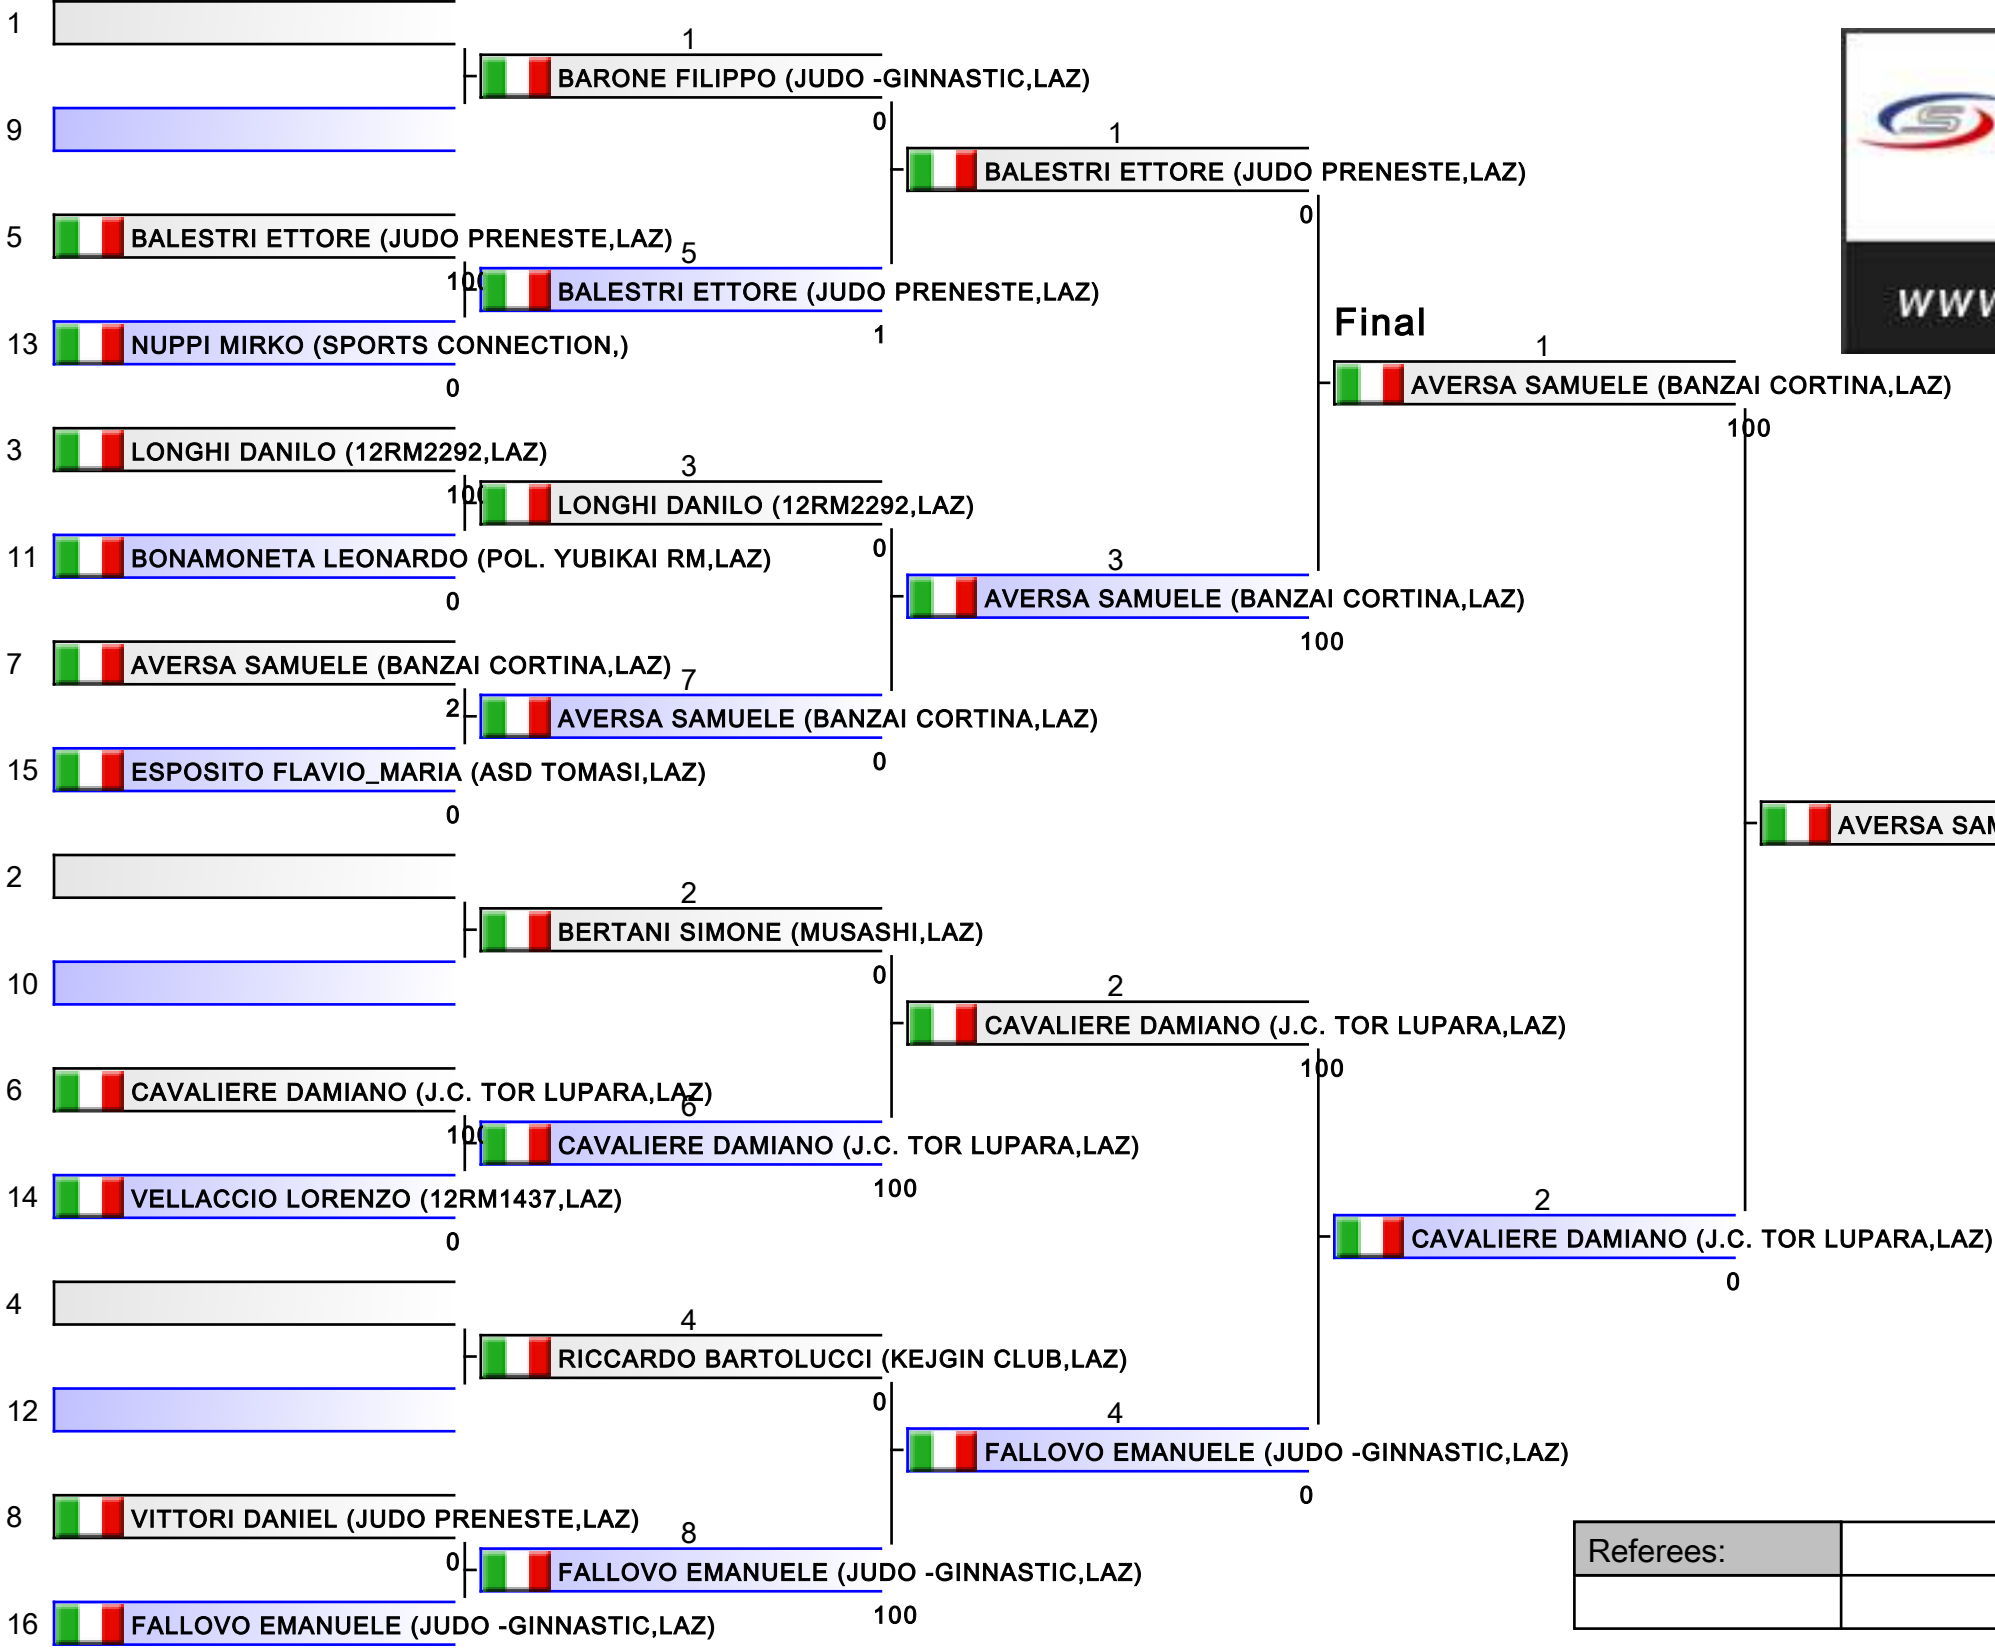 1
9
5 BALESTRI ETTORE (JUDO PRENESTE,LAZ)
100
13 NUPPI MIRKO (SPORTS CONNECTION,)
0
3 LONGHI DANILO (12RM2292,LAZ)
100
11 BONAMONETA LEONARDO (POL. YUBIKAI RM,LAZ)
0
7 AVERSA SAMUELE (BANZAI CORTINA,LAZ)
2
15 ESPOSITO FLAVIO_MARIA (ASD TOMASI,LAZ)
0
2
10
6 CAVALIERE DAMIANO (J.C. TOR LUPARA,LAZ)
100
14 VELLACCIO LORENZO (12RM1437,LAZ)
0
4
12
8 VITTORI DANIEL (JUDO PRENESTE,LAZ)
0
16 FALLOVO EMANUELE (JUDO -GINNASTIC,LAZ)
1
BARONE FILIPPO (JUDO -GINNASTIC,LAZ)
0
5
BALESTRI ETTORE (JUDO PRENESTE,LAZ)
1
3
LONGHI DANILO (12RM2292,LAZ)
0
7
AVERSA SAMUELE (BANZAI CORTINA,LAZ)
0
2
BERTANI SIMONE (MUSASHI,LAZ)
0
6
CAVALIERE DAMIANO (J.C. TOR LUPARA,LAZ)
100
4
RICCARDO BARTOLUCCI (KEJGIN CLUB,LAZ)
0
8
FALLOVO EMANUELE (JUDO -GINNASTIC,LAZ)
100
1
BALESTRI ETTORE (JUDO PRENESTE,LAZ)
0
3
AVERSA SAMUELE (BANZAI CORTINA,LAZ)
100
2
CAVALIERE DAMIANO (J.C. TOR LUPARA,LAZ)
100
4
FALLOVO EMANUELE (JUDO -GINNASTIC,LAZ)
0
Final
1
AVERSA SAMUELE (BANZAI CORTINA,LAZ)
100
2
CAVALIERE DAMIANO (J.C. TOR LUPARA,LAZ)
0
AVERSA SAM
S
www
Referees: